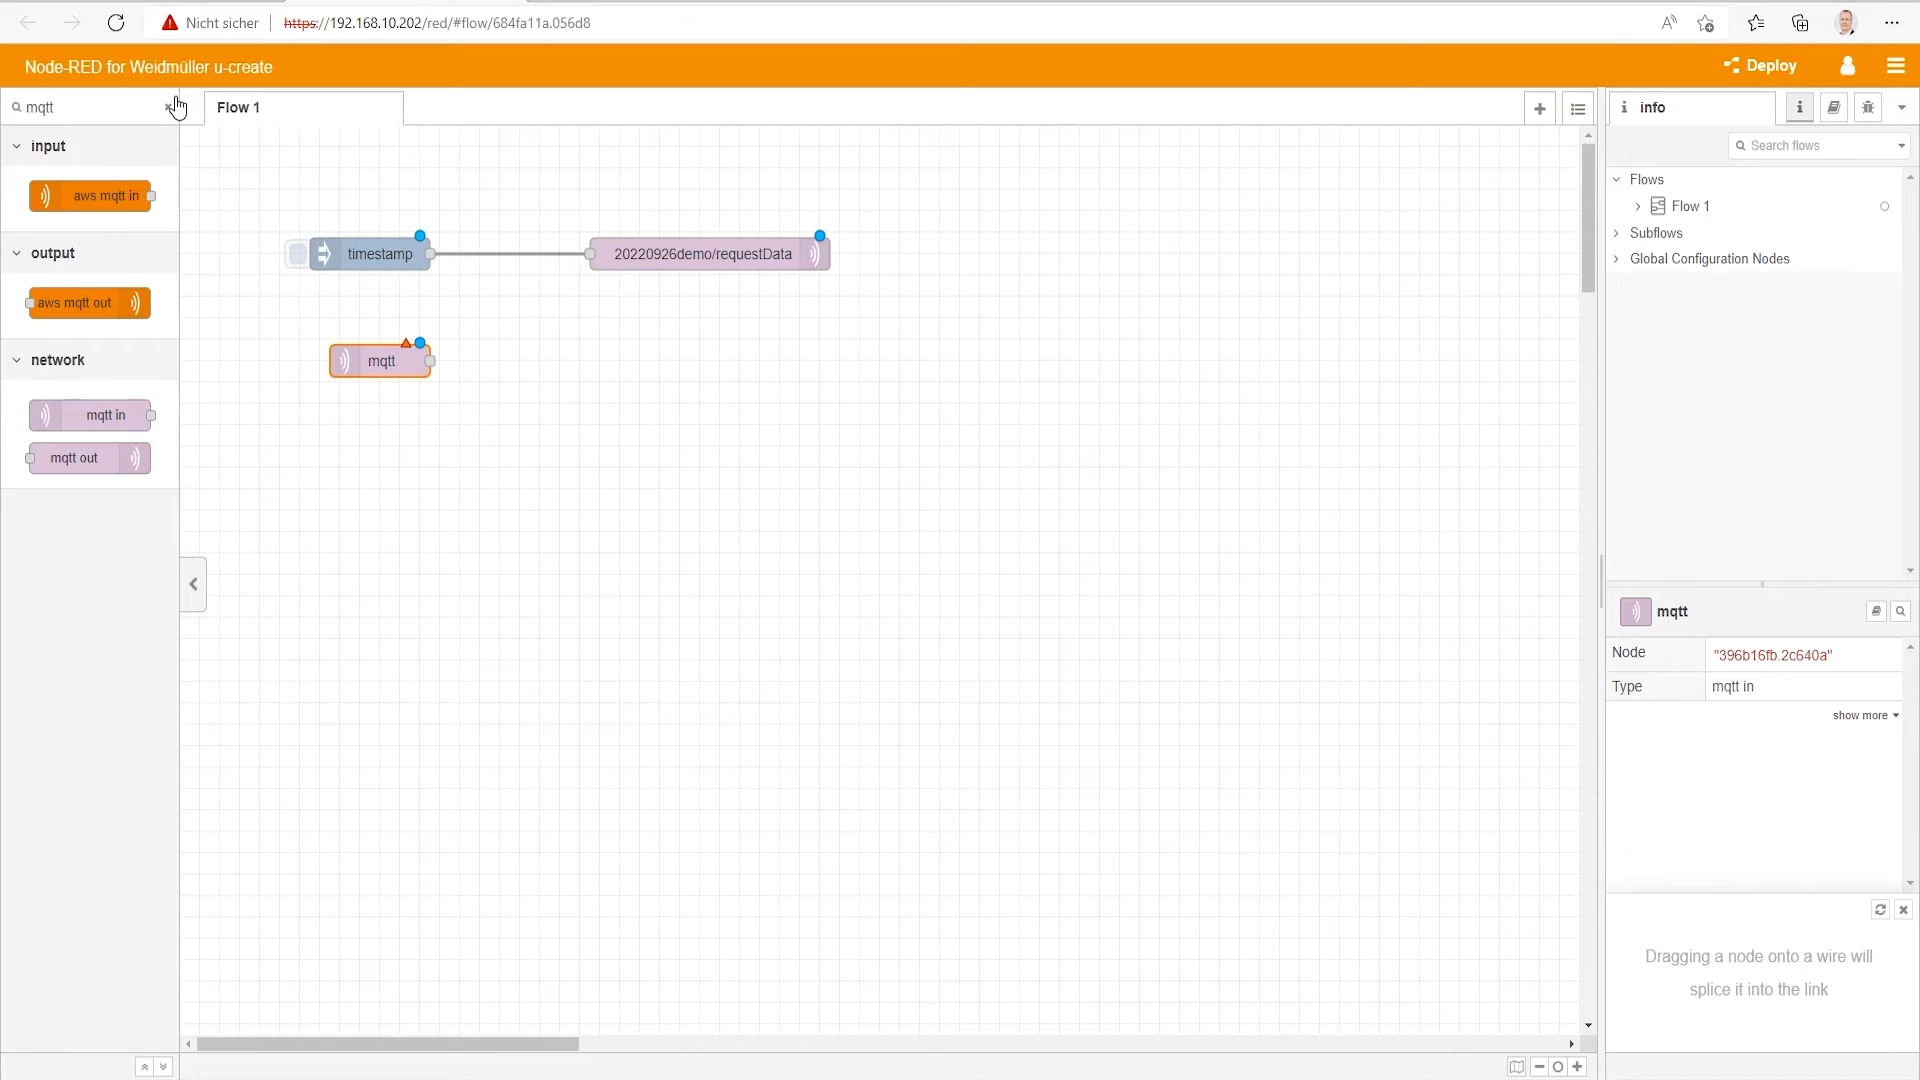 Nicht sicher
https://192.168.10.202/red/#flow/684fa11a.056d8
Node-RED for Weidmüller u-create
Deploy
mqtt
Flow 1
info
input
Search flows
Flows
aws mqtt in
Flow 1
Subflows
output
timestamp
20220926demo/requestData
Global Configuration Nodes
aws mqtt out
network
mqtt
mqtt in
mqtt out
mqtt
Node
"396b16fb.2c640a"
Type
mqtt in
show more
Dragging a node onto a wire will
splice it into the link